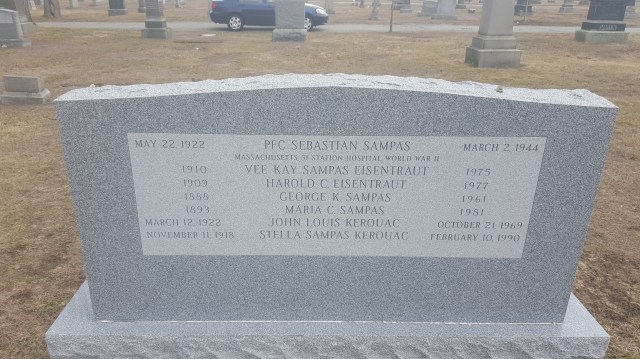 MAY 22, 1922 PFC SEBASTIAN SAMPAS MARCH 2, 1944
MASSACHUSETTS 31 STATION HOSPITAL, WORLD WAR II
1910 VEE KAY SAMPAS EISENTRAUT 1975
1909 HAROLD C. EISENTRAUT 1977
1888 GEORGE K. SAMPAS 1961
1893 MARIA C. SAMPAS 1981
MARCH 12, 1922 JOHN LOUIS KEROUAC OCTOBER 21, 1969
NOVEMBER 11, 1918 STELLA SAMPAS KEROUAC FEBRUARY 10, 1990